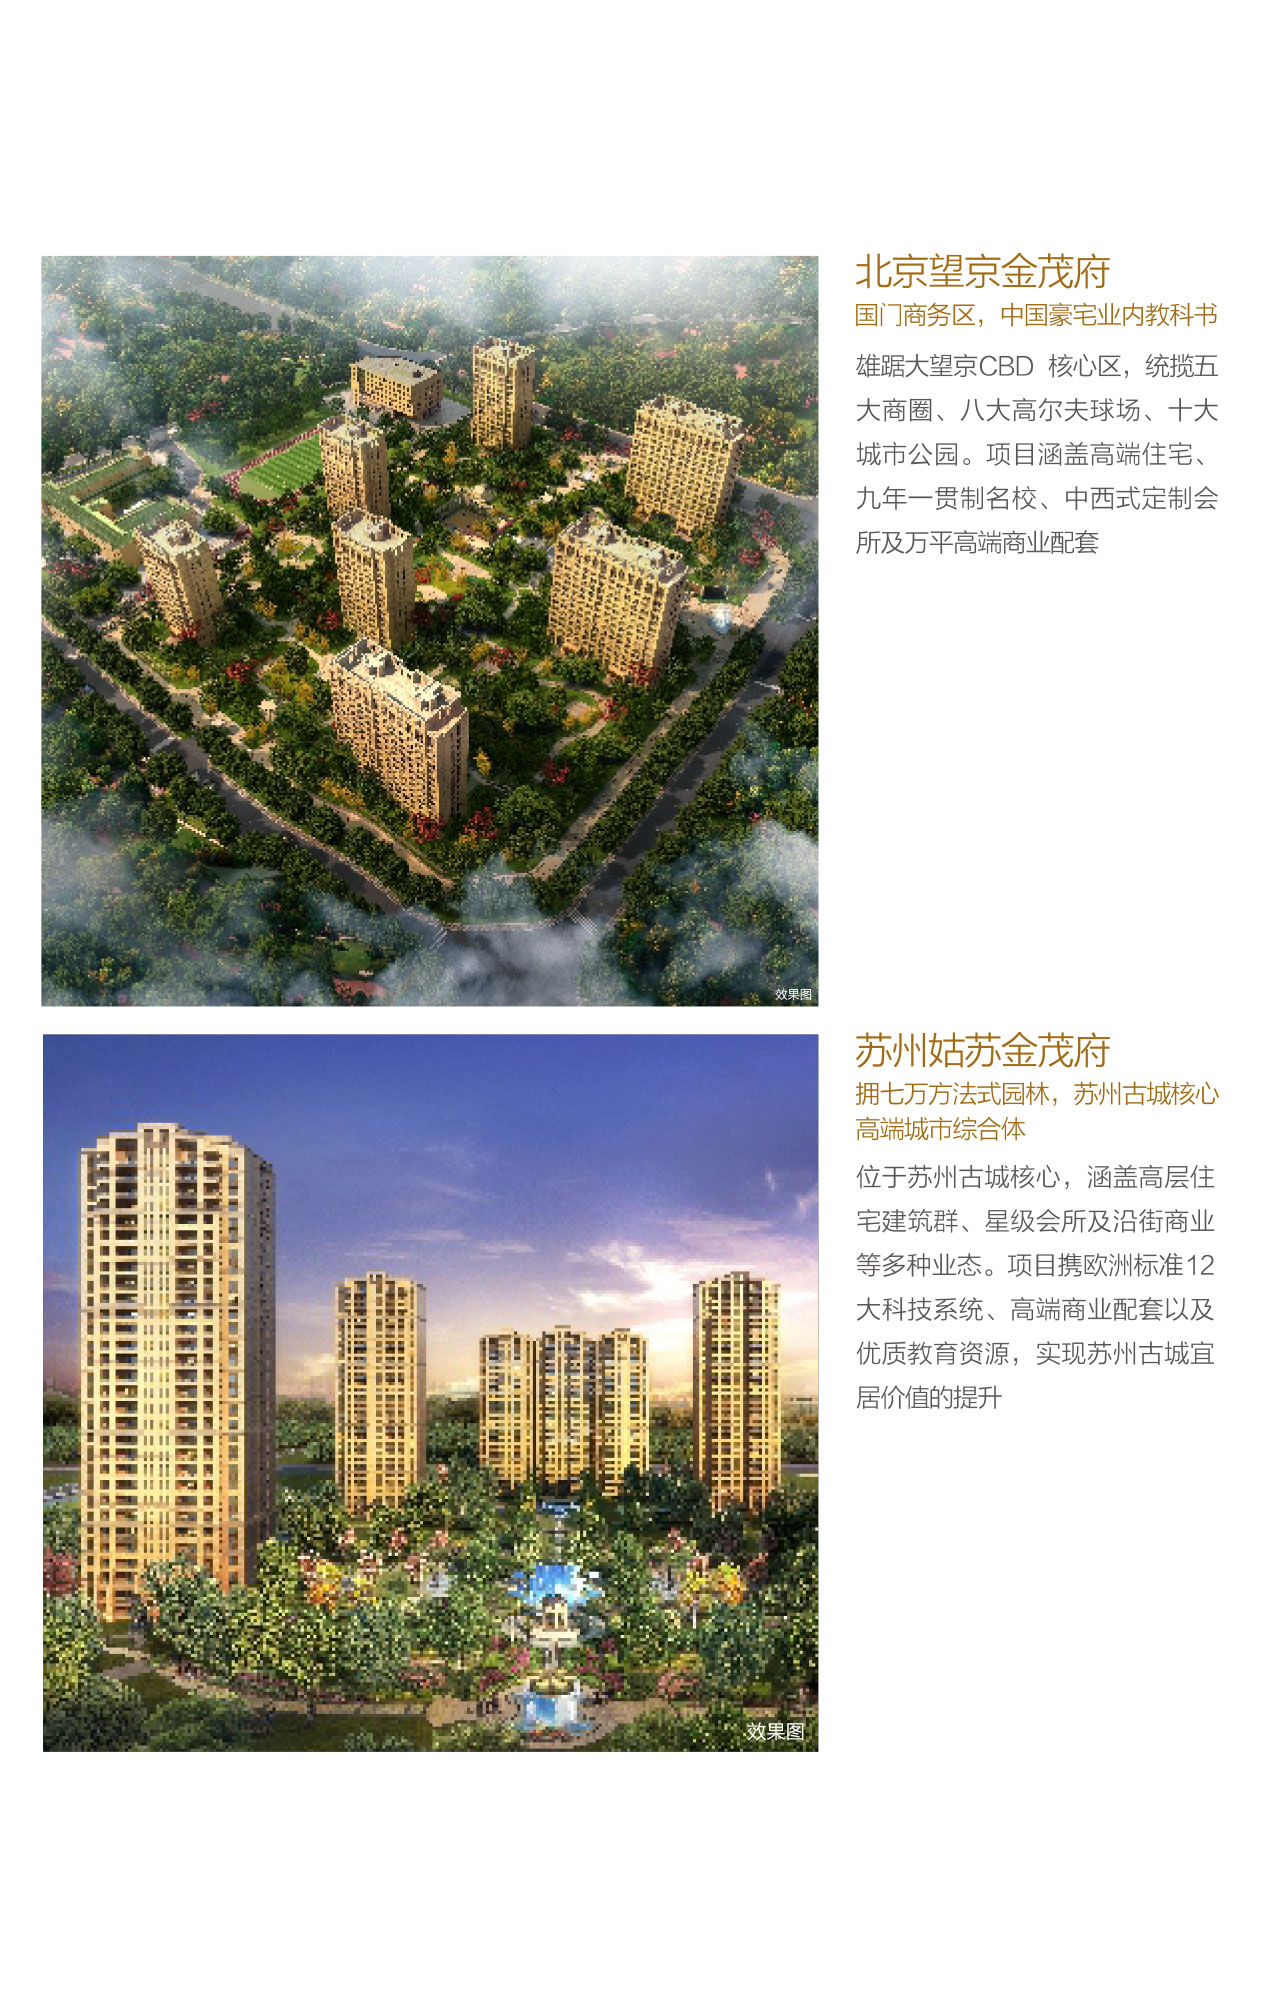 北京望京金茂府
国门商务区，中国豪宅业内教科书
雄踞大望京CBD 核心区，统揽五
大商圈、八大高尔夫球场、十大
城市公园。项目涵盖高端住宅、
九年一贯制名校、中西式定制会
所及万平高端商业配套
效果图
苏州姑苏金茂府
拥七万方法式园林，苏州古城核心
高端城市综合体
位于苏州古城核心，涵盖高层住
宅建筑群、星级会所及沿街商业
等多种业态。项目携欧洲标准12
大科技系统、高端商业配套以及
优质教育资源，实现苏州古城宜
居价值的提升
效果图